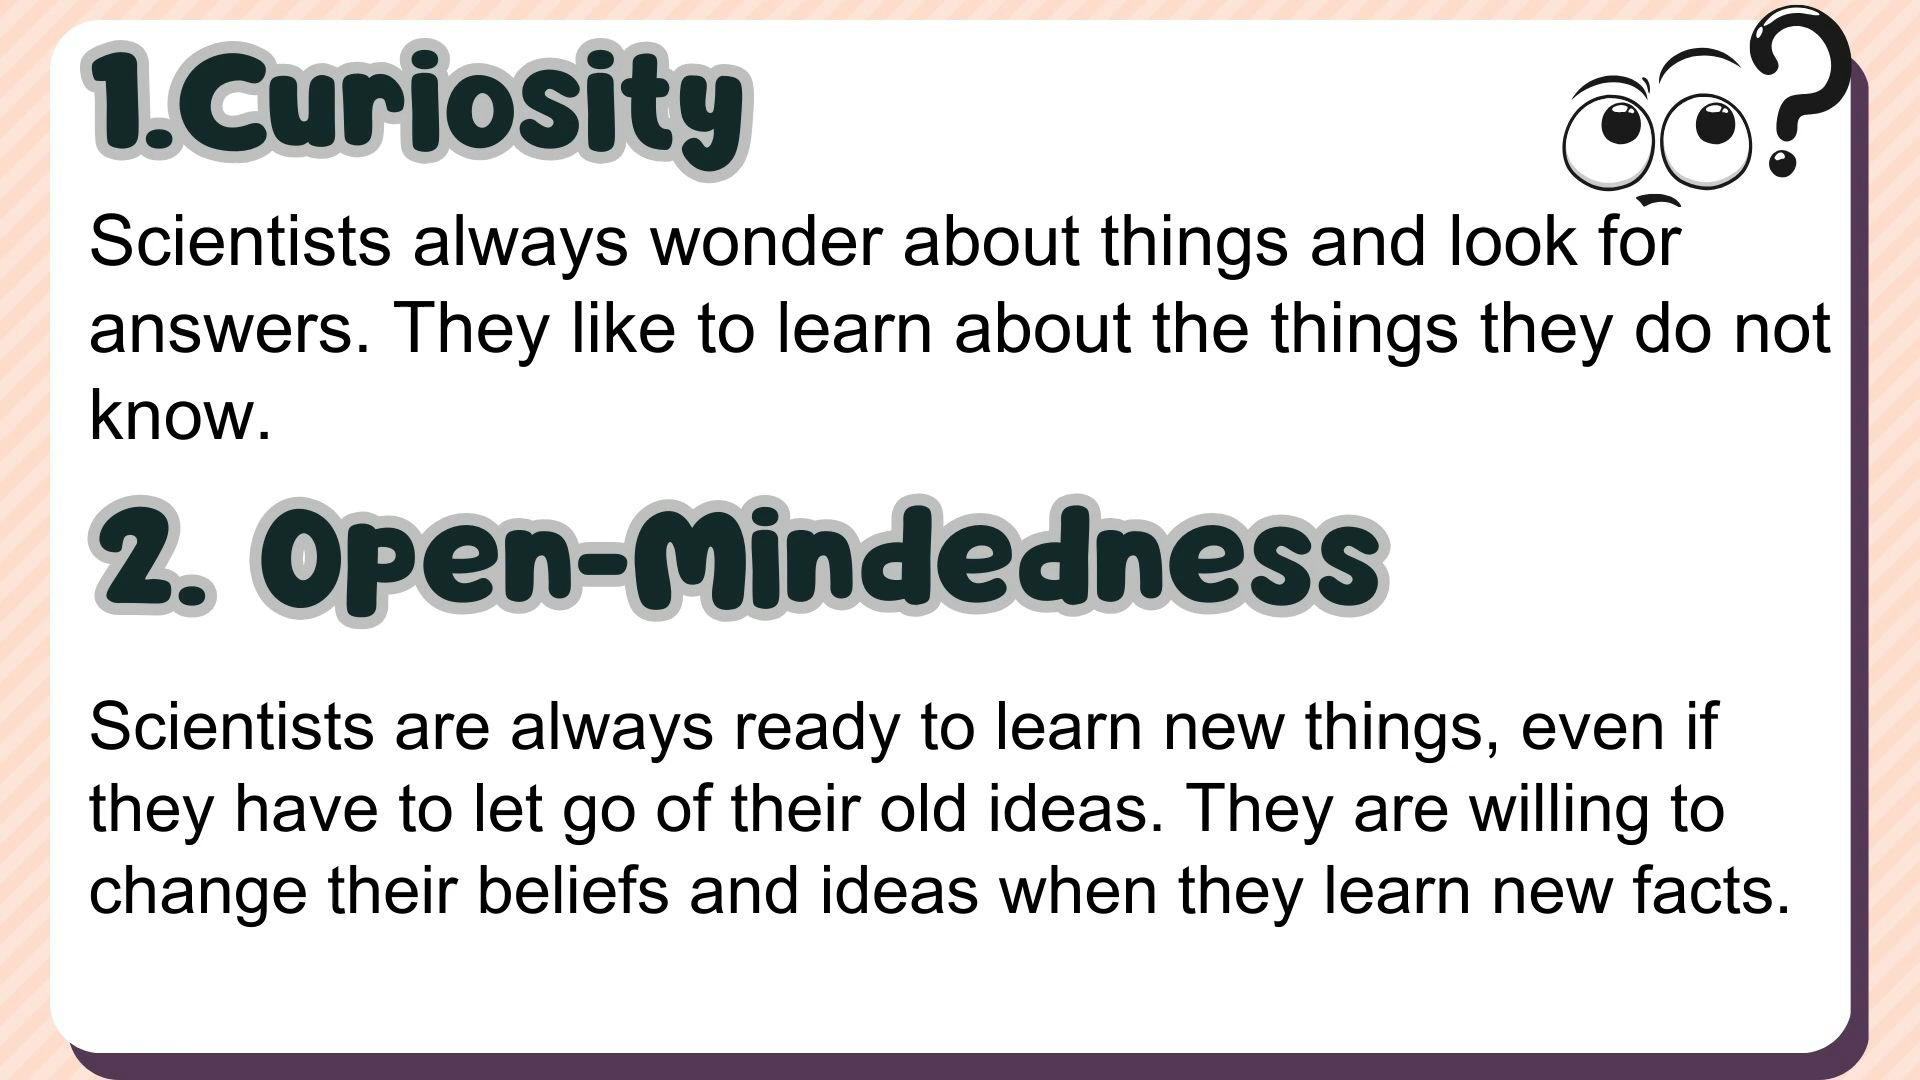 1.Curiosity
?
Scientists always wonder about things and look for
answers. They like to learn about the things they do not
know.
2. Open-Mindedness
Scientists are always ready to learn new things, even if
they have to let go of their old ideas. They are willing to
change their beliefs and ideas when they learn new facts.